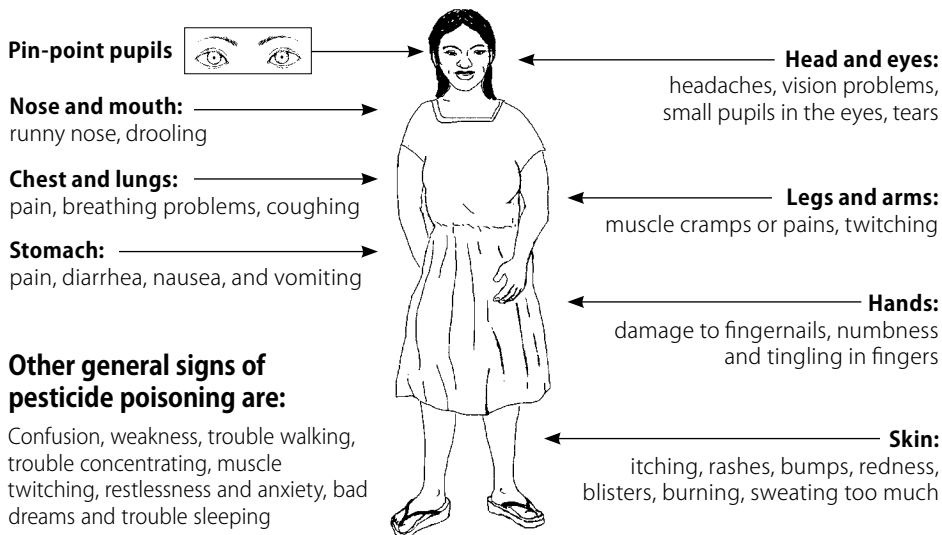 Pin-point pupils
Nose and mouth:
runny nose, drooling
Chest and lungs:
pain, breathing problems, coughing
Stomach:
pain, diarrhea, nausea, and vomiting
Other general signs of
pesticide poisoning are:
Confusion, weakness, trouble walking,
trouble concentrating, muscle
twitching, restlessness and anxiety, bad
dreams and trouble sleeping
Head and eyes:
headaches, vision problems,
small pupils in the eyes, tears
Legs and arms:
muscle cramps or pains, twitching
Hands:
damage to fingernails, numbness
and tingling in fingers
Skin:
itching, rashes, bumps, redness,
blisters, burning, sweating too much